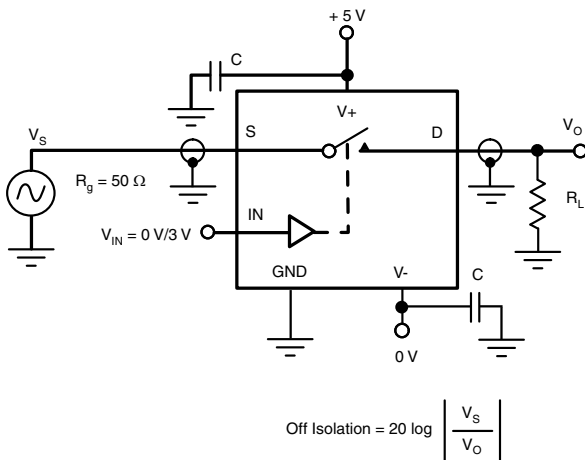 + 5 V
C
V+
V_S
S
D
V_O
R_g = 50 Ω
R_L
IN
V_IN = 0 V/3 V
GND
V-
C
0 V
Off Isolation = 20 log | V_S / V_O |